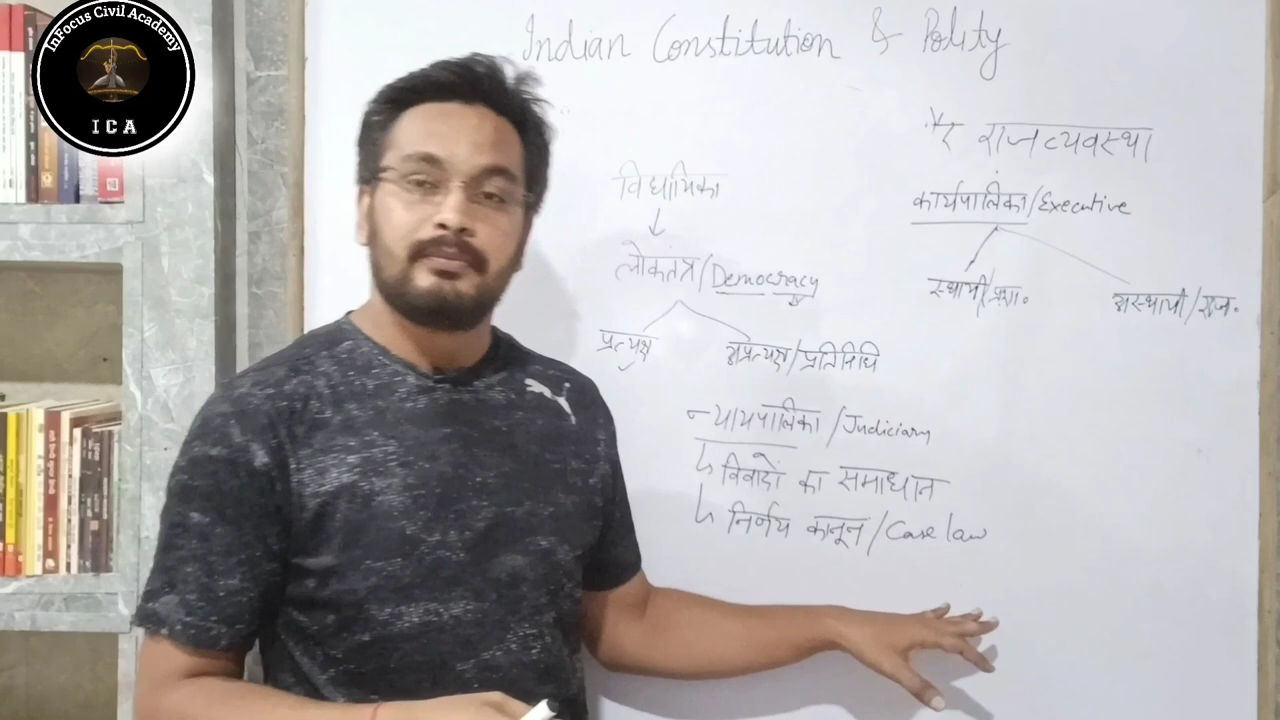 InFocus Civil Academy
ICA
Indian Constitution & Polity
राजव्यवस्था
विधायिका
कार्यपालिका/Executive
लोकतंत्र/Democracy
स्थायी/प्रशा०
अस्थायी/राज०
प्रत्यक्ष
अप्रत्यक्ष/प्रतिनिधि
न्यायपालिका/Judiciary
विवादों का समाधान
निर्णय कानून/Case law